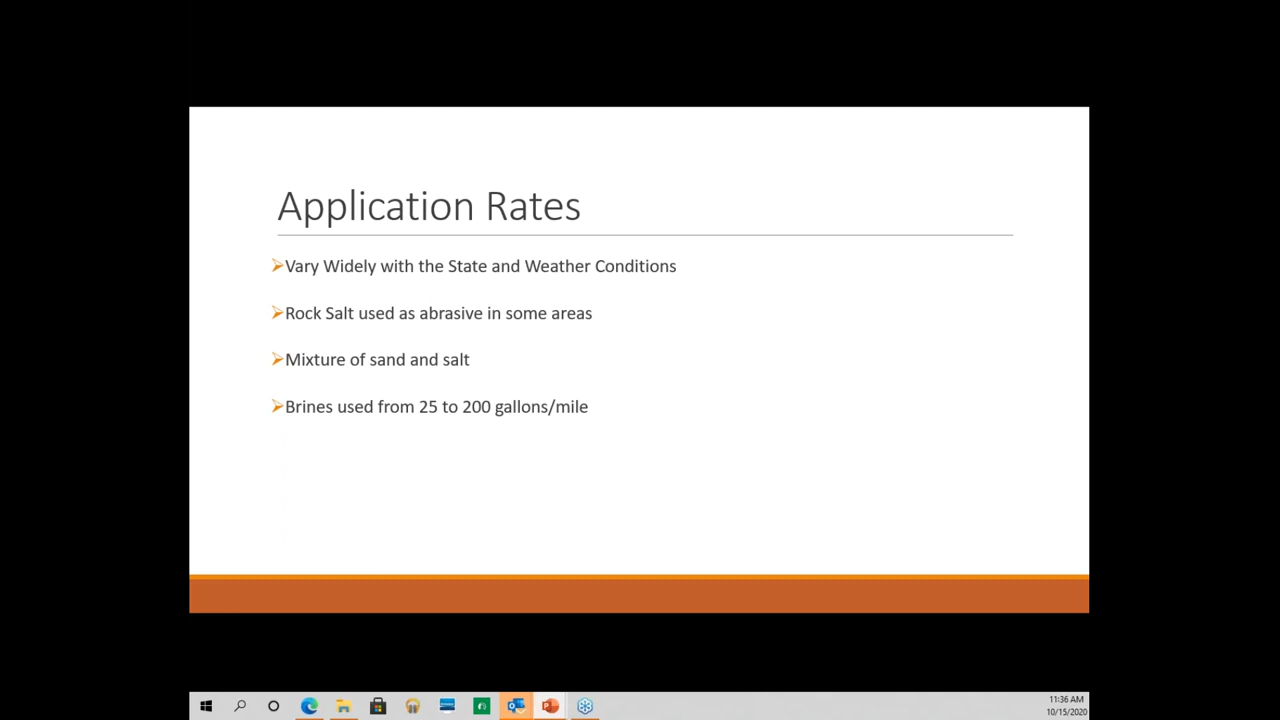 Application Rates
Vary Widely with the State and Weather Conditions
Rock Salt used as abrasive in some areas
Mixture of sand and salt
Brines used from 25 to 200 gallons/mile
11:36 AM
10/15/2020